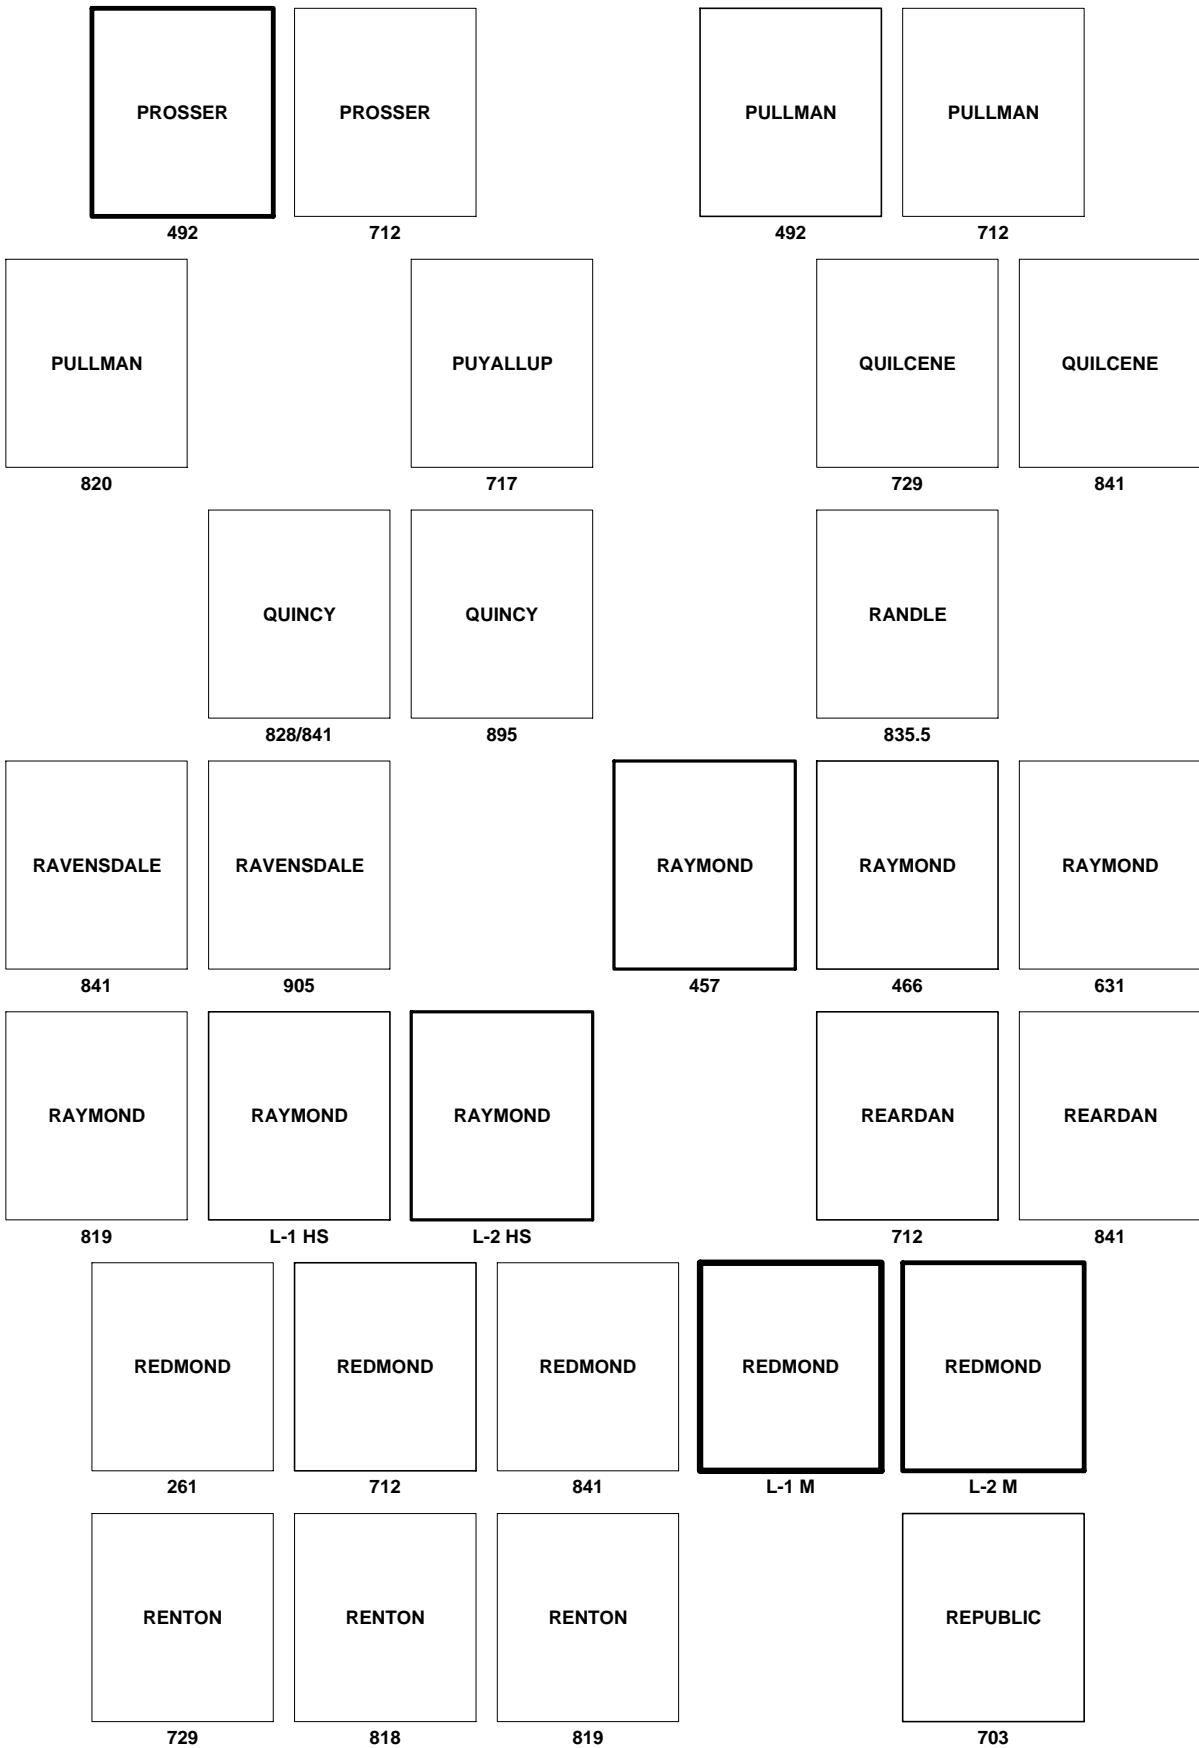 PROSSER PROSSER PULLMAN PULLMAN
492 712 492 712
PULLMAN PUYALLUP QUILCENE QUILCENE
820 717 729 841
QUINCY QUINCY RANDLE
828/841 895 835.5
RAVENSDALE RAVENSDALE RAYMOND RAYMOND RAYMOND
841 905 457 466 631
RAYMOND RAYMOND RAYMOND REARDAN REARDAN
819 L-1 HS L-2 HS 712 841
REDMOND REDMOND REDMOND REDMOND REDMOND
261 712 841 L-1 M L-2 M
RENTON RENTON RENTON REPUBLIC
729 818 819 703